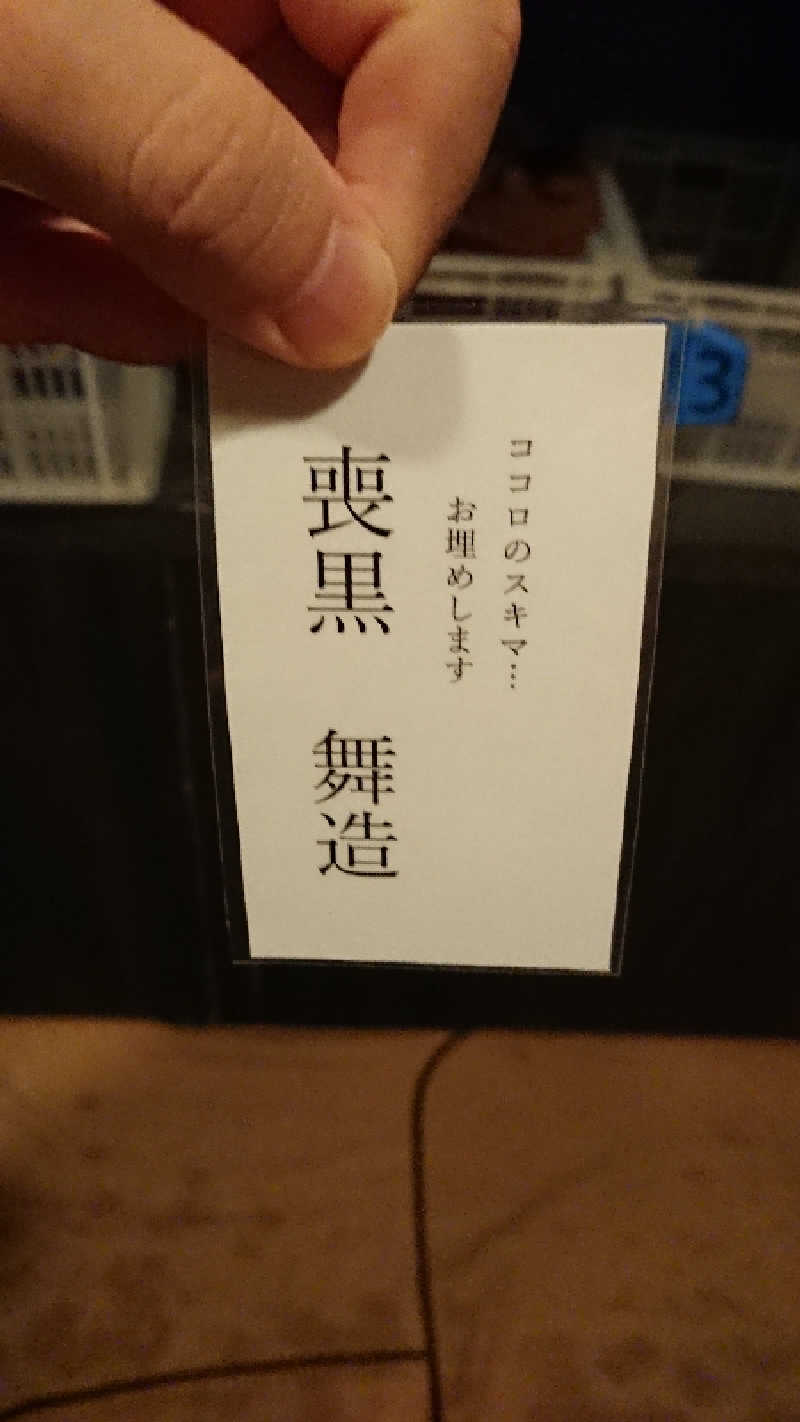 ココロのスキマ…
お埋めします
喪黒 舞造
3